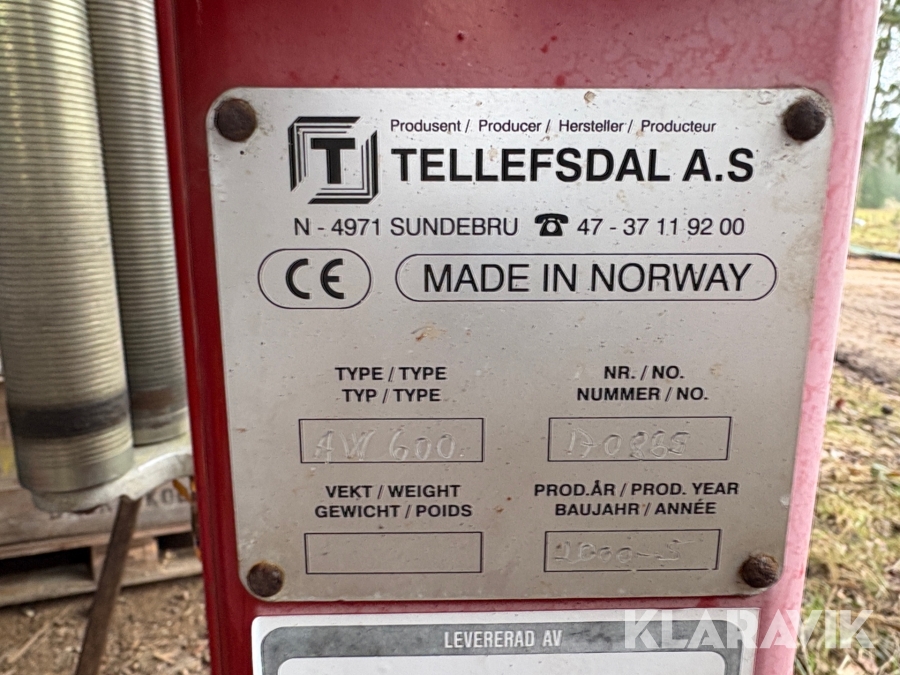 Produsent / Producer / Hersteller / Producteur
T TELLEFSDAL A.S
N - 4971 SUNDEBRU ☎ 47 - 37 11 92 00
CE MADE IN NORWAY
TYPE / TYPE
TYP / TYPE
NR. / NO.
NUMMER / NO.
AW 600
VEKT / WEIGHT
GEWICHT / POIDS
PROD.ÅR / PROD. YEAR
BAUJAHR / ANNÉE
LEVERERAD AV
KLARAVIK